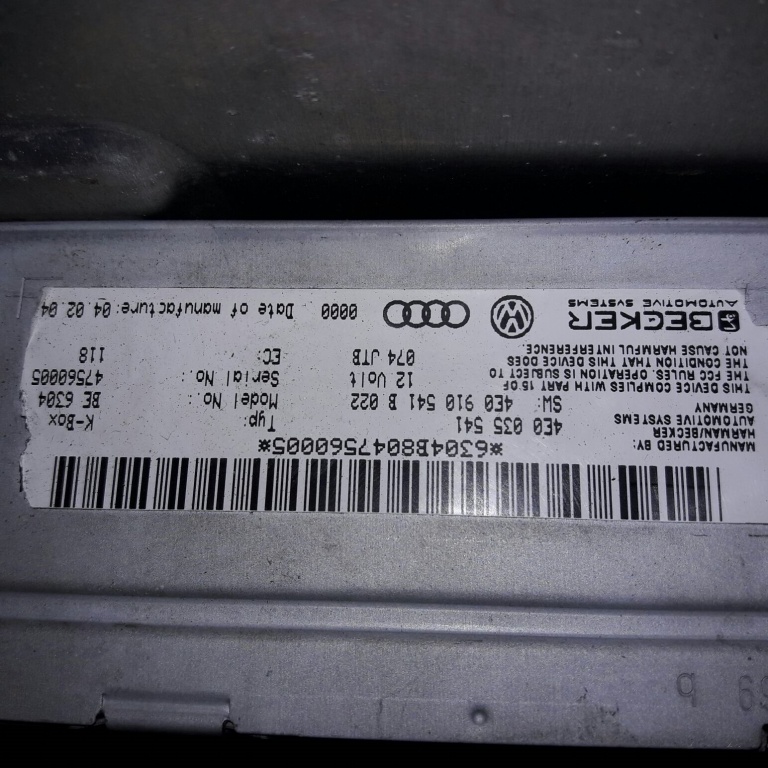 *6304B8047560005*
MANUFACTURED BY:
HARMAN/BECKER
AUTOMOTIVE SYSTEMS
GERMANY
THIS DEVICE COMPLIES WITH PART 15 OF
THE FCC RULES. OPERATION IS SUBJECT TO
THE CONDITION THAT THIS DEVICE DOES
NOT CAUSE HARMFUL INTERFERENCE.
4E0 035 541 Typ: K-Box
SW: 4E0 910 541 B 022 Model No.: BE 6304
12 Volt Serial No.: 47560005
074 JTB EC: 118
BECKER
AUTOMOTIVE SYSTEMS
VW
0000 Date of manufacture: 04.02.04